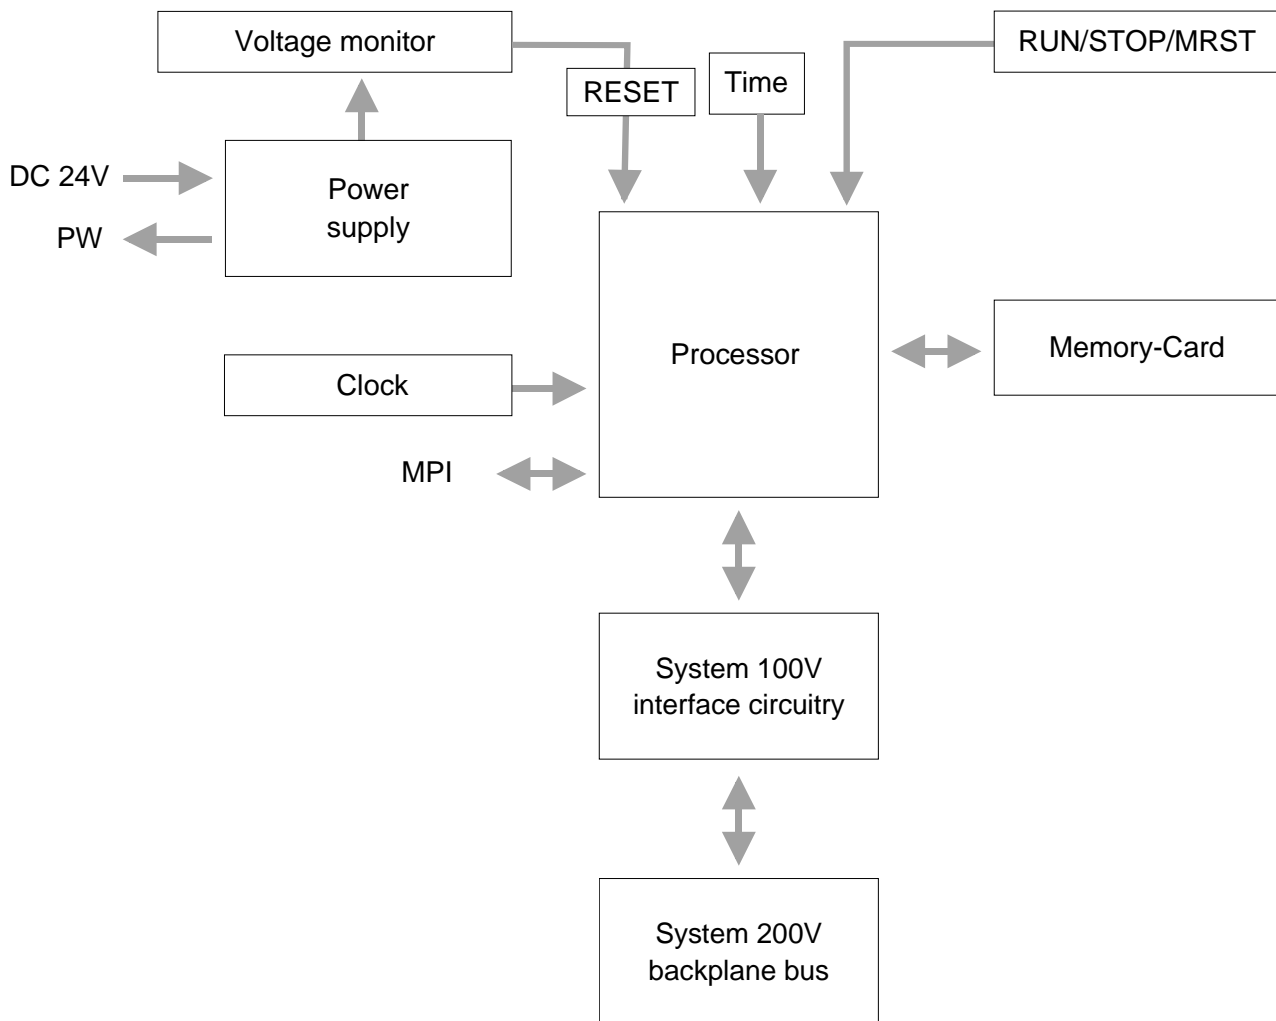 Voltage monitor
RUN/STOP/MRST
RESET
Time
DC 24V
Power
supply
PW
Processor
Memory-Card
Clock
MPI
System 100V
interface circuitry
System 200V
backplane bus